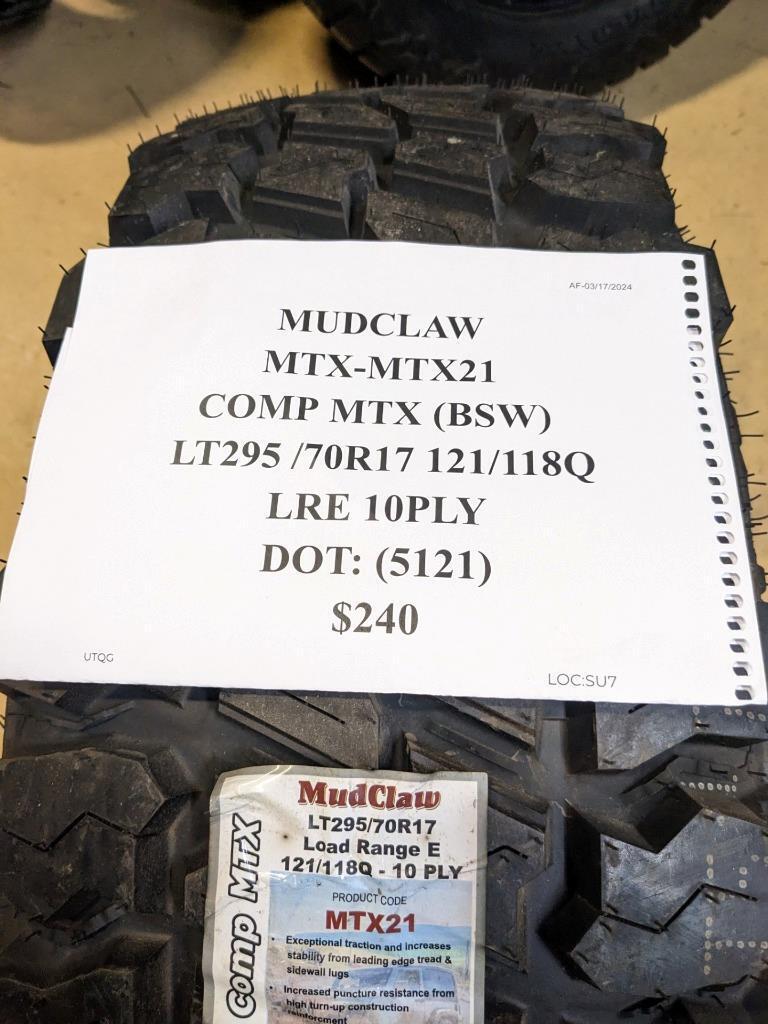 AF-03/17/2024
MUDCLAW
MTX-MTX21
COMP MTX (BSW)
LT295 /70R17 121/118Q
LRE 10PLY
DOT: (5121)
$240
UTQG
LOC:SU7
MudClaw
LT295/70R17
Load Range E
121/118Q - 10 PLY
Comp MTX
PRODUCT CODE
MTX21
• Exceptional traction and increases
stability from leading edge tread &
sidewall lugs
• Increased puncture resistance from
high turn-up construction
reinforcment